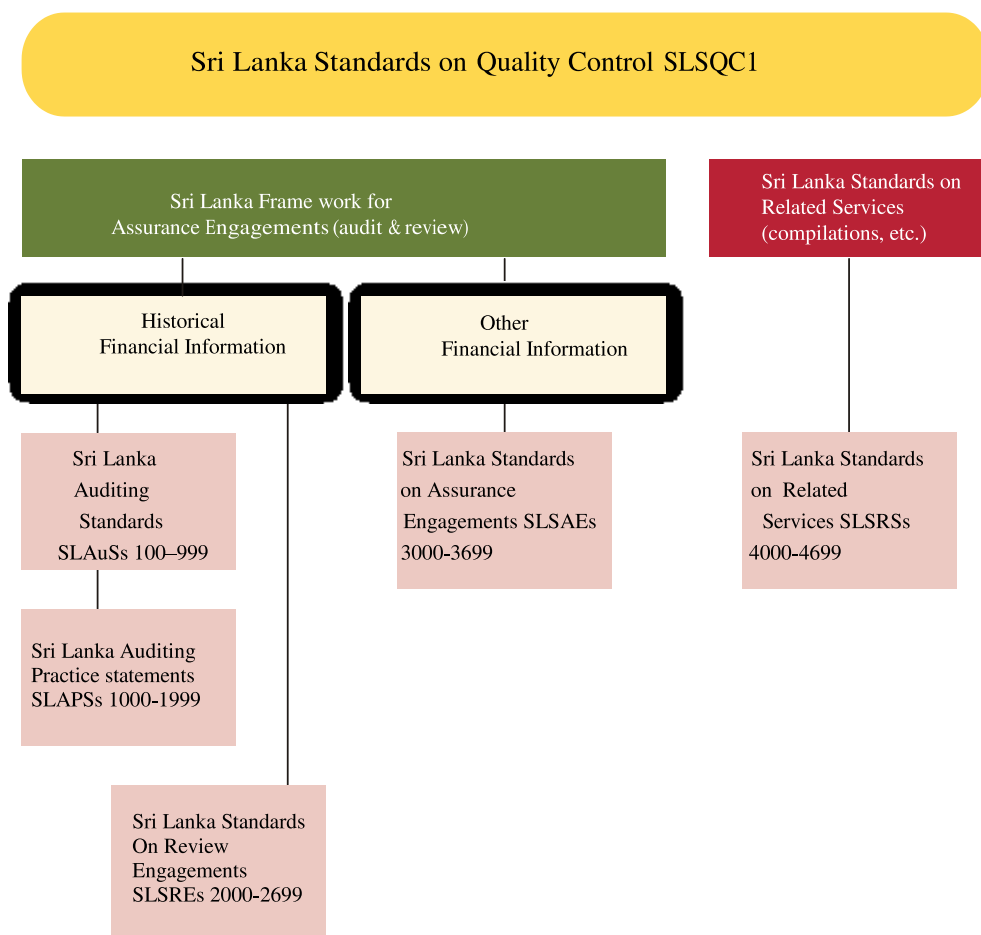 Sri Lanka Standards on Quality Control SLSQC1
Sri Lanka Frame work for
Assurance Engagements (audit & review)
Sri Lanka Standards on
Related Services
(compilations, etc.)
Historical
Financial Information
Other
Financial Information
Sri Lanka
Auditing
Standards
SLAuSs 100–999
Sri Lanka Standards
on Assurance
Engagements SLSAEs
3000-3699
Sri Lanka Standards
on Related
Services SLSRSs
4000-4699
Sri Lanka Auditing
Practice statements
SLAPSs 1000-1999
Sri Lanka Standards
On Review
Engagements
SLSREs 2000-2699